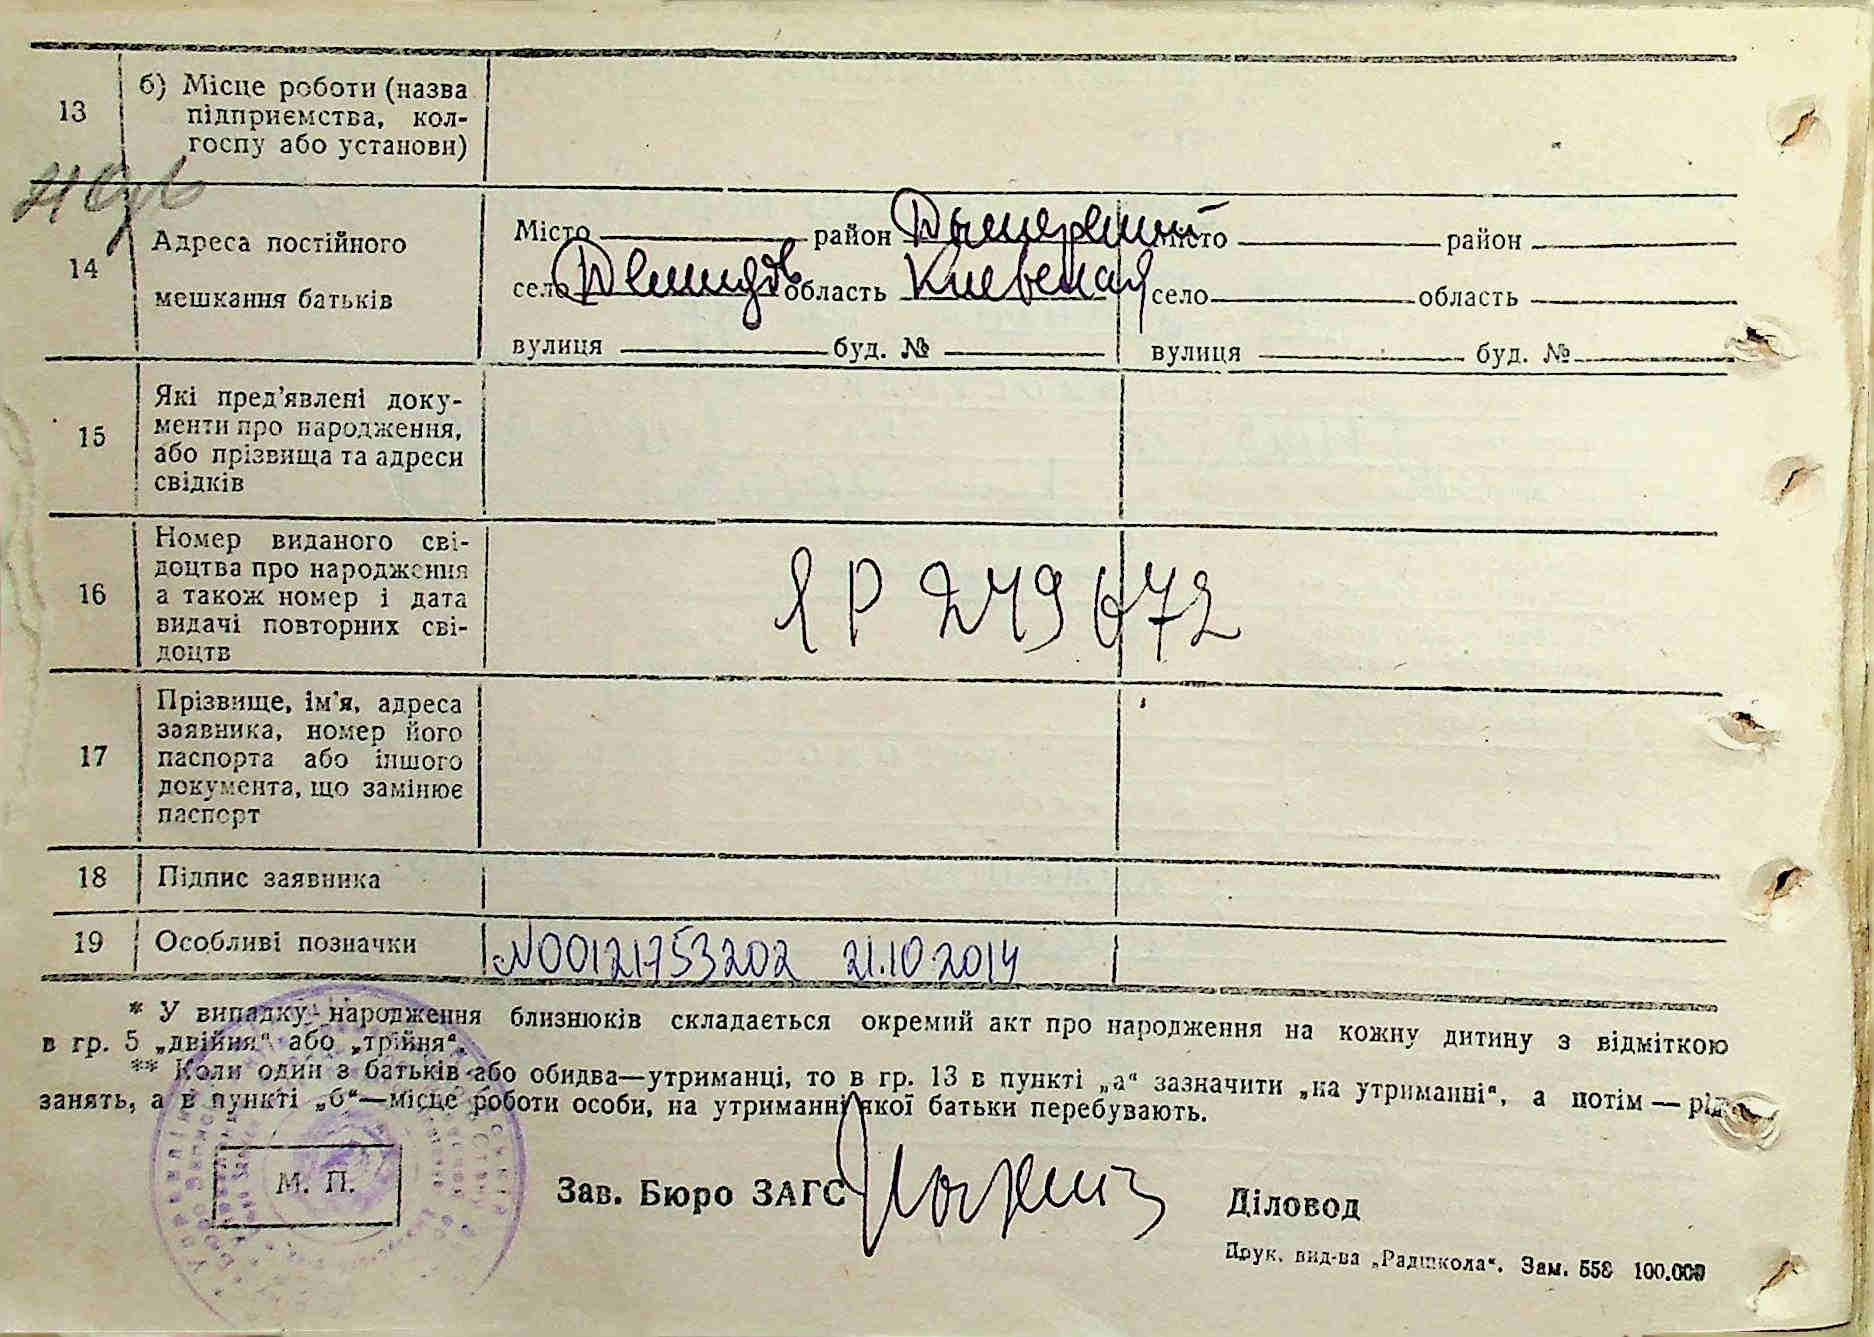 13
б) Місце роботи (назва
підприємства, кол-
госпу або установи)
14
Адреса постійного
мешкання батьків
Місто район Дымерский
село Демидов область Киевская
вулиця буд. №
Місто район
село область
вулиця буд. №
15
Які пред'явлені доку-
менти про народження,
або прізвища та адреси
свідків
16
Номер виданого сві-
доцтва про народження
а також номер і дата
видачі повторних сві-
доцтв
ЯР 249672
17
Прізвище, ім'я, адреса
заявника, номер його
паспорта або іншого
документа, що замінює
паспорт
18
Підпис заявника
19
Особливі позначки
N00121753202 21.10.2014
* У випадку народження близнюків складається окремий акт про народження на кожну дитину з відміткою
в гр. 5 „двійня“ або „трійня“.
** Коли один з батьків або обидва—утриманці, то в гр. 13 в пункті „а“ зазначити „на утриманні“, а потім — рід
занять, а в пункті „б“—місце роботи особи, на утриманні якої батьки перебувають.
М. П.
Зав. Бюро ЗАГС
Діловод
Друк. вид-ва „Радшкола“. Зам. 558 100.000